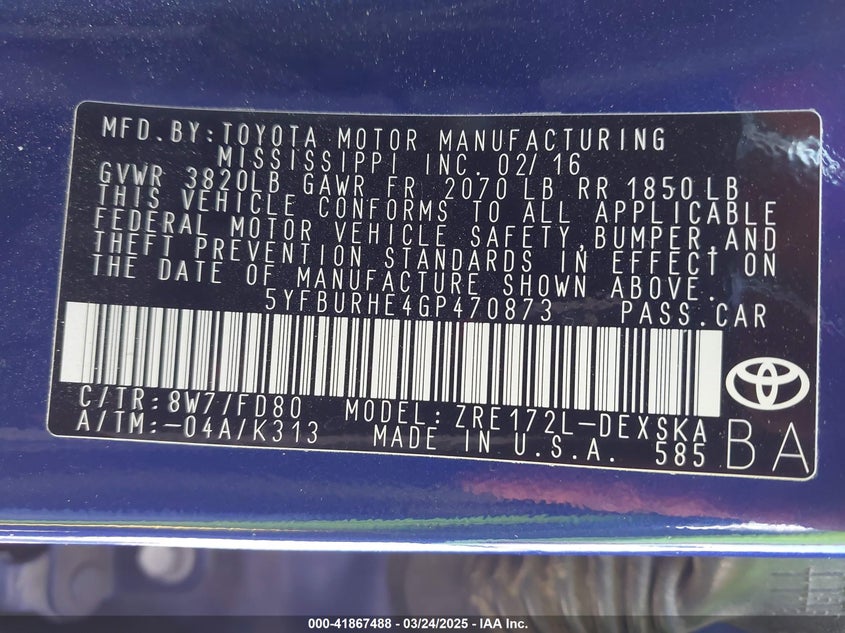 MFD.BY:TOYOTA MOTOR MANUFACTURING
MISSISSIPPI INC. 02/16
GVWR 3820LB GAWR FR 2070 LB RR 1850LB
THIS VEHICLE CONFORMS TO ALL APPLICABLE
FEDERAL MOTOR VEHICLE SAFETY,BUMPER,AND
THEFT PREVENTION STANDARDS IN EFFECT ON
THE DATE OF MANUFACTURE SHOWN ABOVE.
5YFBURHE4GP470873 PASS.CAR
C/TR:8W7/FD80 MODEL:ZRE172L-DEXSKA
A/TM:-04A/K313 MADE IN U.S.A. 585
BA
000-41867488 - 03/24/2025 - IAA Inc.